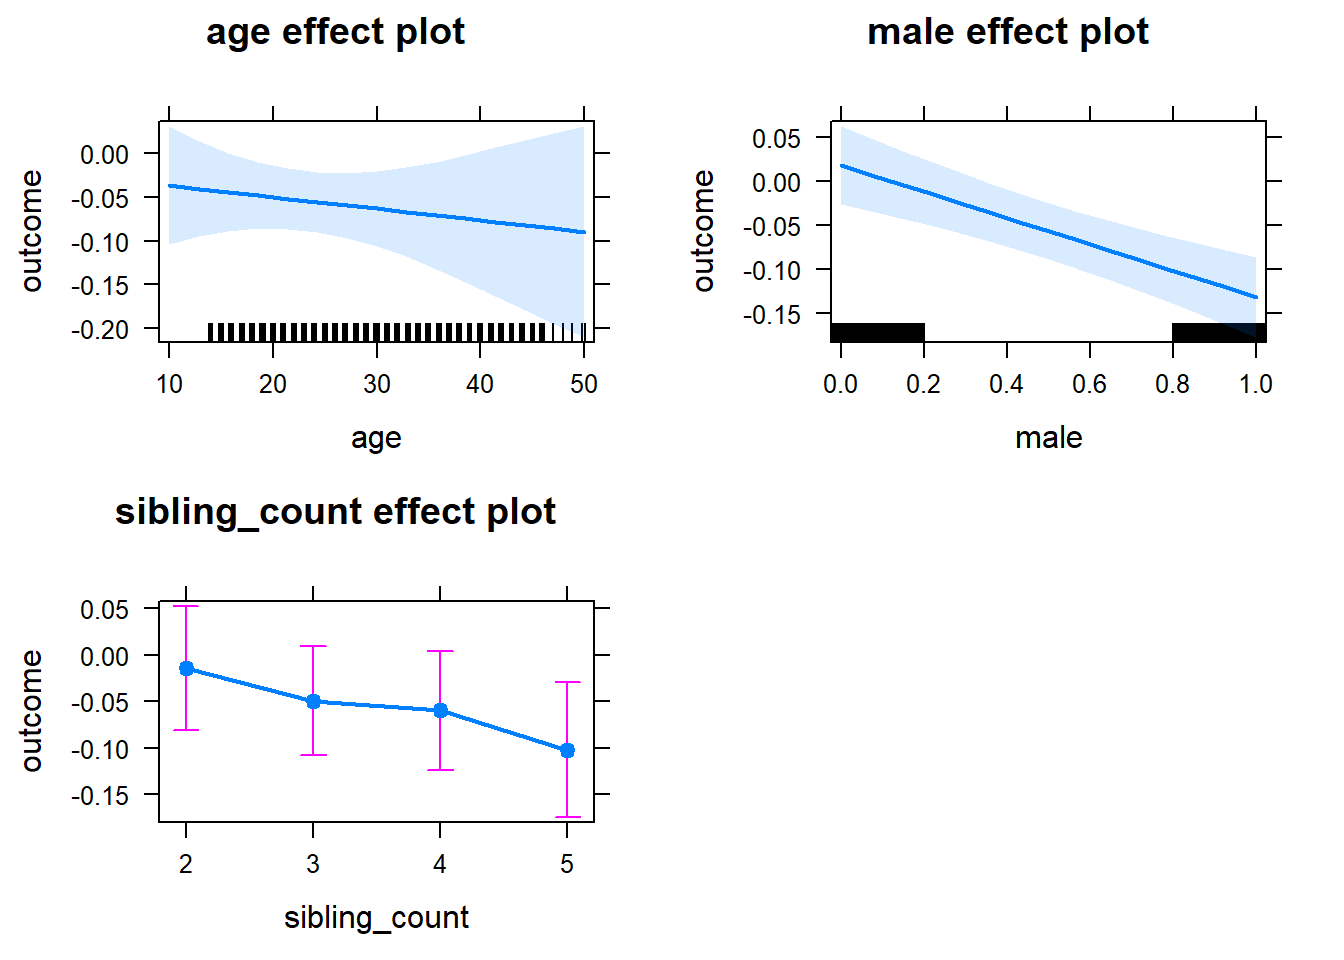 age effect plot
outcome
0.00
-0.05
-0.10
-0.15
-0.20
10 20 30 40 50
age
male effect plot
outcome
0.05
0.00
-0.05
-0.10
-0.15
0.0 0.2 0.4 0.6 0.8 1.0
male
sibling_count effect plot
outcome
0.05
0.00
-0.05
-0.10
-0.15
2 3 4 5
sibling_count